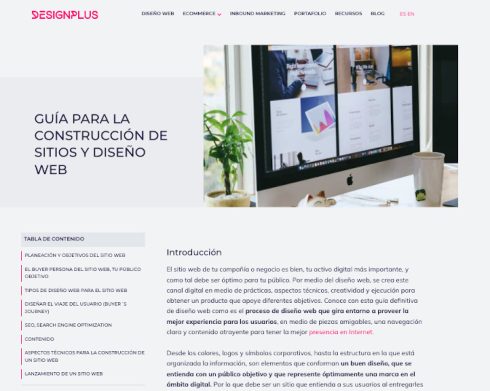 DESIGNPLUS
DISEÑO WEB ECOMMERCE INBOUND MARKETING PORTAFOLIO RECURSOS BLOG ES EN
GUÍA PARA LA
CONSTRUCCIÓN DE
SITIOS Y DISEÑO
WEB
TABLA DE CONTENIDO
PLANEACIÓN Y OBJETIVOS DEL SITIO WEB
EL BUYER PERSONA DEL SITIO WEB, TU PÚBLICO
OBJETIVO
TIPOS DE DISEÑO WEB PARA EL SITIO WEB
DISEÑAR EL VIAJE DEL USUARIO (BUYER ´S
JOURNEY)
SEO, SEARCH ENGINE OPTIMIZATION
CONTENIDO
ASPECTOS TÉCNICOS PARA LA CONSTRUCCIÓN DE
UN SITIO WEB
LANZAMIENTO DE UN SITIO WEB
Introducción
El sitio web de tu compañía o negocio es bien, tu activo digital más importante, y
como tal debe ser óptimo para tu público. Por medio del diseño web, se crea este
canal digital en medio de prácticas, aspectos técnicos, creatividad y ejecución para
obtener un producto que apoye diferentes objetivos. Conoce con esta guía definitiva
de diseño web como es el proceso de diseño web que gira entorno a proveer la
mejor experiencia para los usuarios, en medio de piezas amigables, una navegación
clara y contenido atrayente para tener la mejor presencia en Internet.
Desde los colores, logos y símbolos corporativos, hasta la estructura en la que está
organizada la información, son elementos que conforman un buen diseño, que se
entienda con un público objetivo y que represente óptimamente una marca en el
ámbito digital. Por lo que debe ser un sitio que entienda a sus usuarios al entregarles